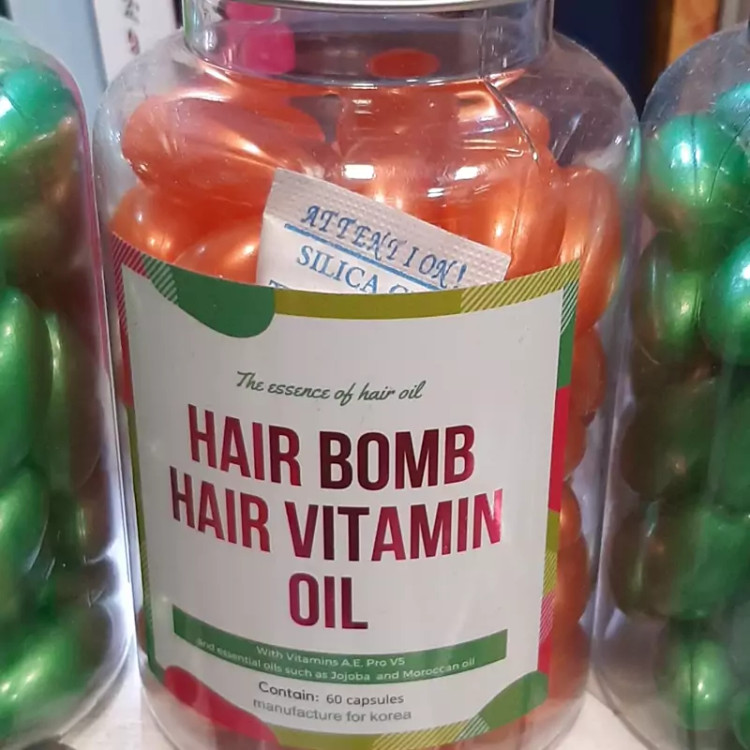 ATTENTION!
SILICA
The essence of hair oil
HAIR BOMB
HAIR VITAMIN
OIL
With Vitamins A.E. Pro V5
and essential oils such as Jojoba and Moroccan oil
Contain: 60 capsules
manufacture for korea